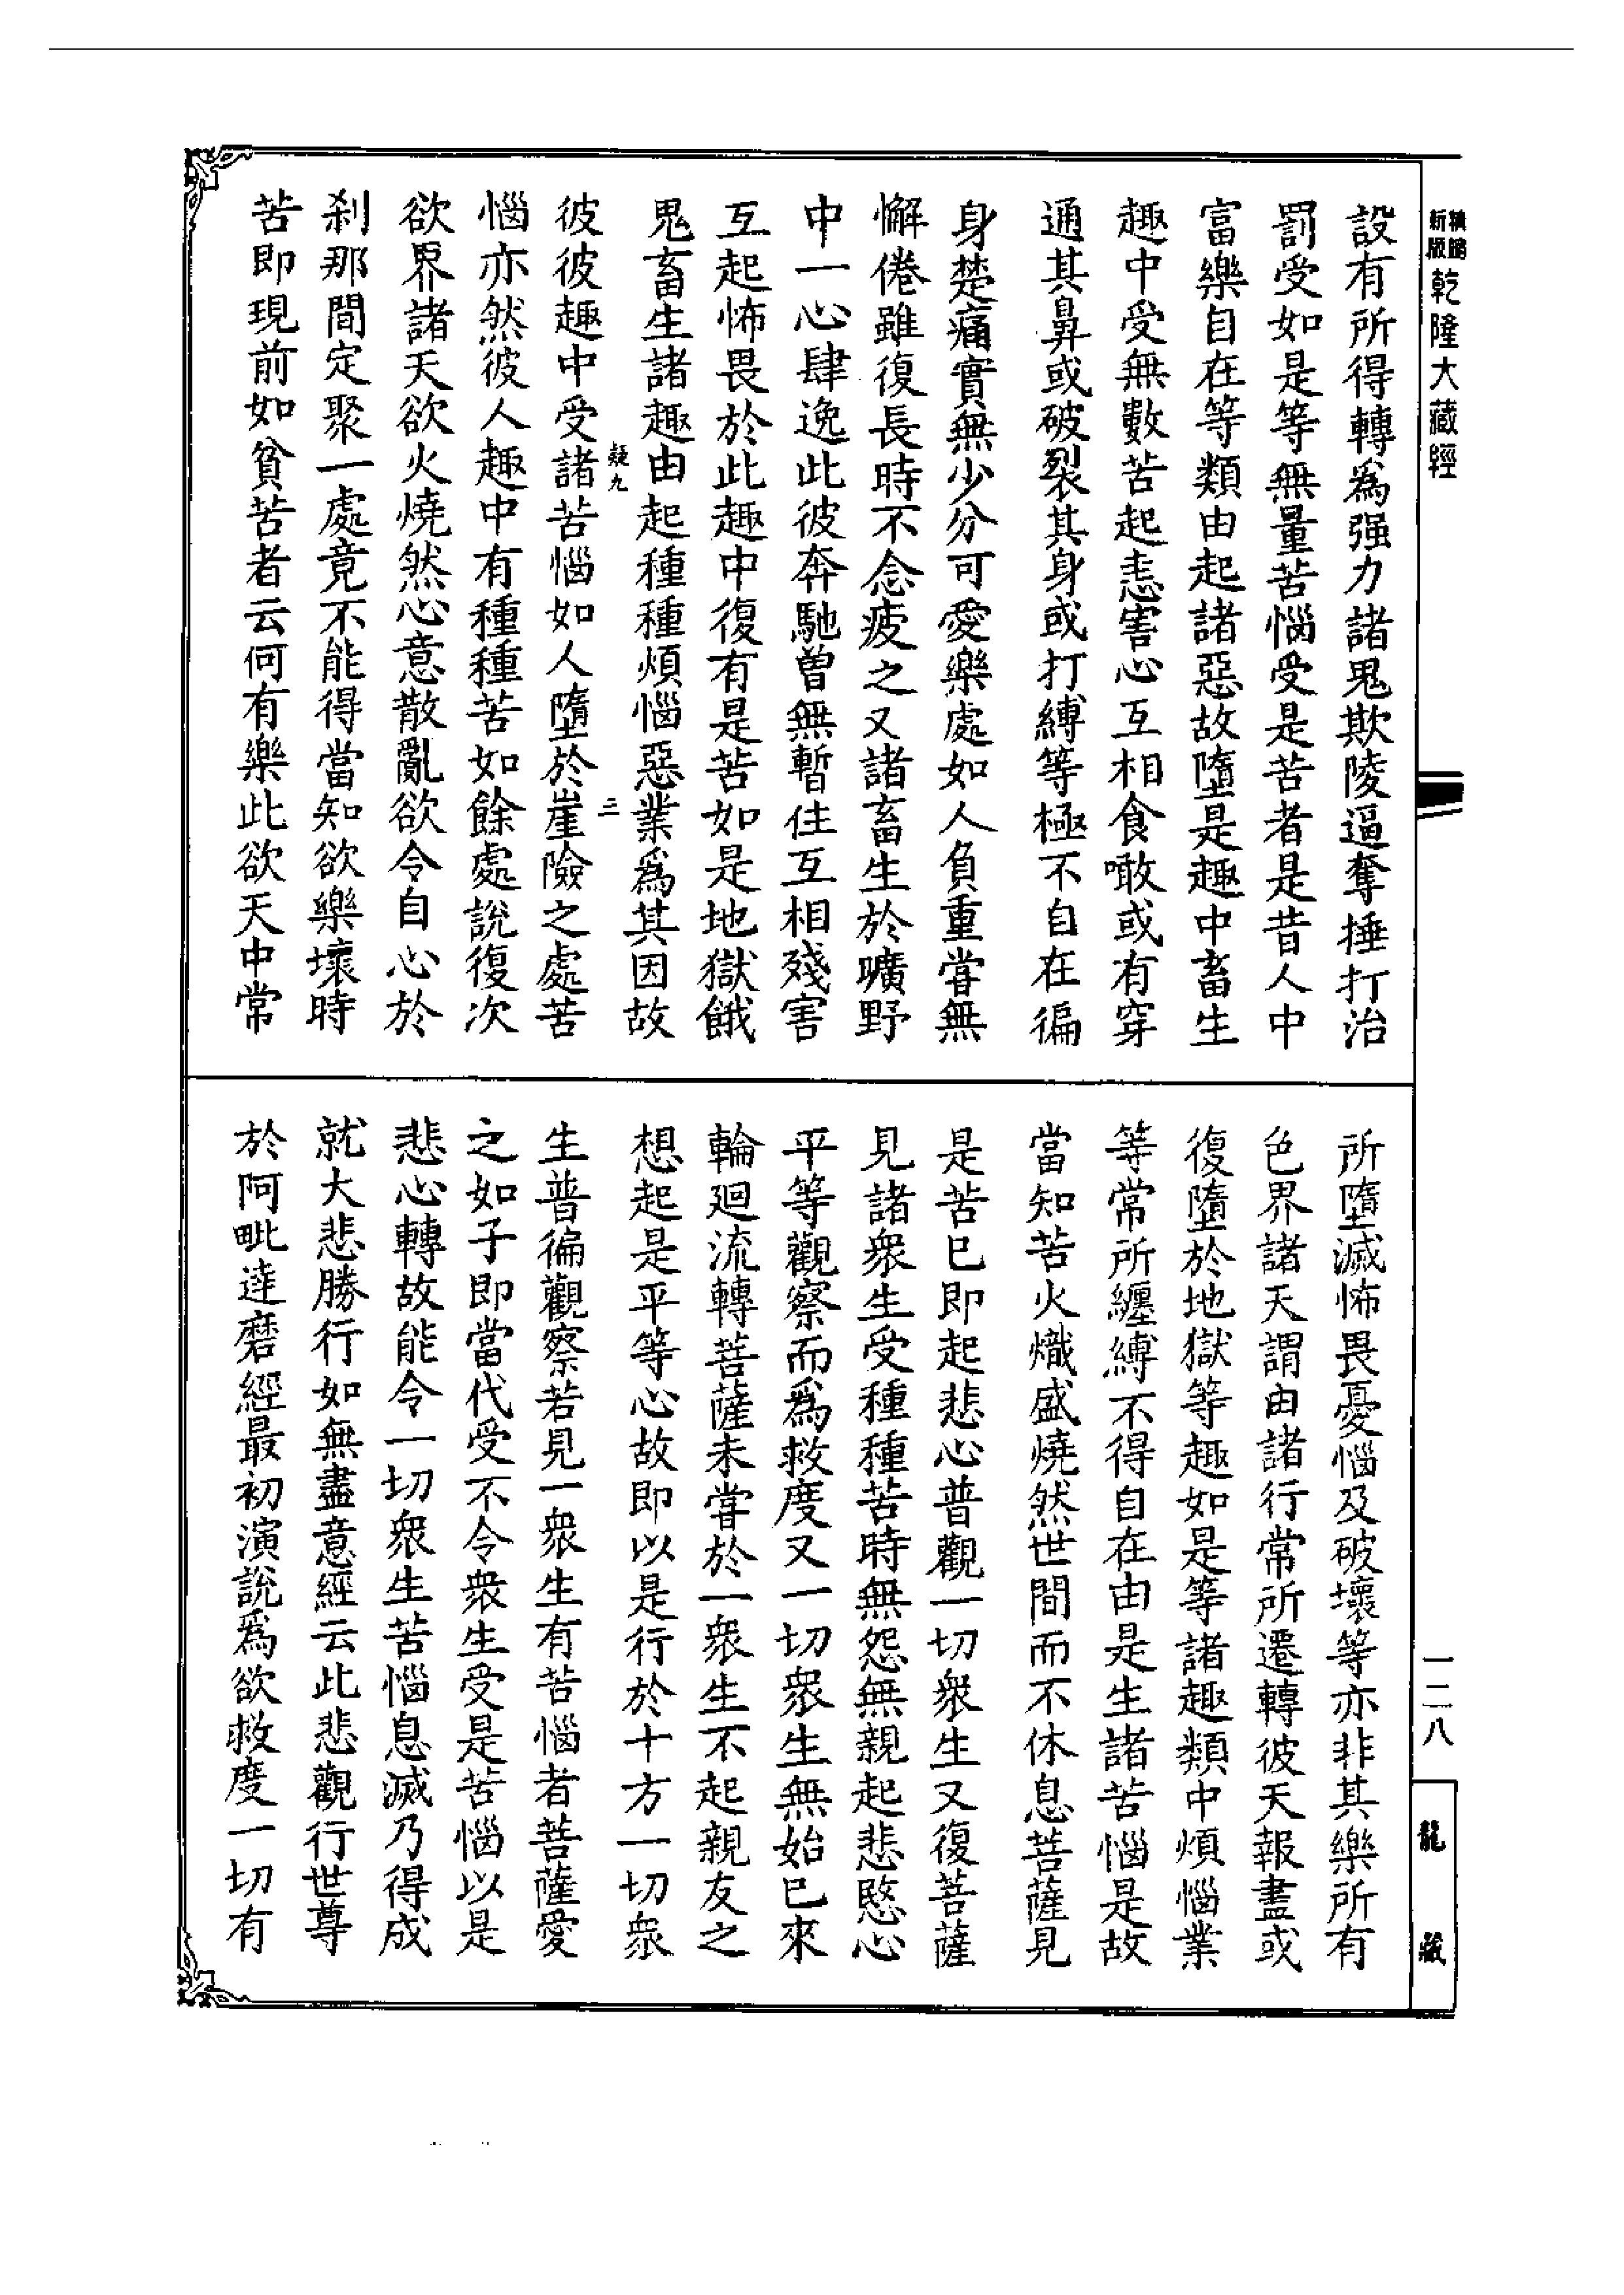 新版
乾隆大藏經
設有所得轉爲强力諸鬼欺陵逼奪捶打治
罰受如是等無量苦惱受是苦者是昔人中
富樂自在等類由起諸惡故墮是趣中畜生
趣中受無數苦起恚害心互相食噉或有穿
通其鼻或破裂其身或打縛等極不自在徧
身楚痛實無少分可愛樂處如人負重甞無
懈倦雖復長時不念疲之又諸畜生於曠野
中一心肆逸此彼奔馳曾無暫住互相殘害
互起怖畏於此趣中復有是苦如是地獄餓
鬼畜生諸趣由起種種煩惱惡業爲其因故
疑九
三
彼彼趣中受諸苦惱如人墮於崖險之處苦
惱亦然彼人趣中有種種苦如餘處說復次
欲界諸天欲火燒然心意散亂欲令自心於
刹那間定聚一處竟不能得當知欲樂壞時
苦即現前如貧苦者云何有樂此欲天中常
所墮滅怖畏憂惱及破壞等亦非其樂所有
色界諸天謂由諸行常所遷轉彼天報盡或
復墮於地獄等趣如是等諸趣類中煩惱業
等常所纏縛不得自在由是生諸苦惱是故
當知苦火熾盛燒然世間而不休息菩薩見
是苦已即起悲心普觀一切衆生又復菩薩
見諸衆生受種種苦時無怨無親起悲愍心
平等觀察而爲救度又一切衆生無始已來
輪迴流轉菩薩未甞於一衆生不起親友之
想起是平等心故即以是行於十方一切衆
生普徧觀察若見一衆生有苦惱者菩薩愛
之如子即當代受不令衆生受是苦惱以是
悲心轉故能令一切衆生苦惱息滅乃得成
就大悲勝行如無盡意經云此悲觀行世尊
於阿毗達磨經最初演說爲欲救度一切有
一二八
龍藏